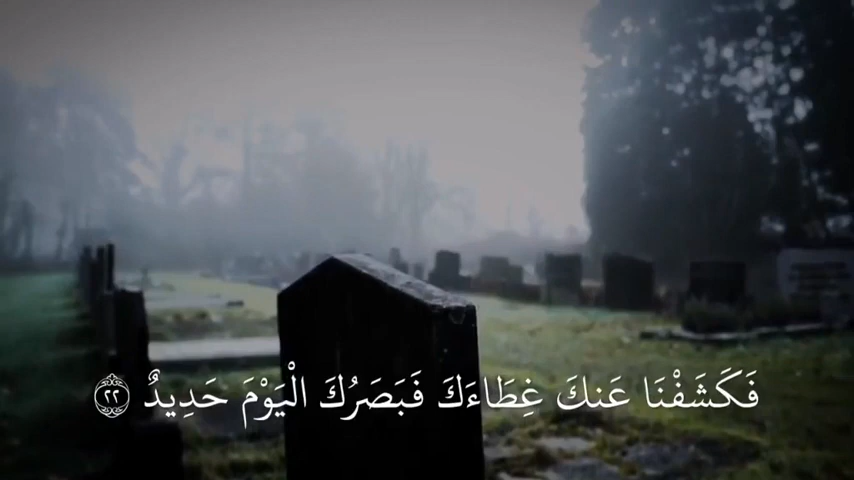 فَكَشَفْنَا عَنكَ غِطَاءَكَ فَبَصَرُكَ الْيَوْمَ حَدِيدٌ ٢٢